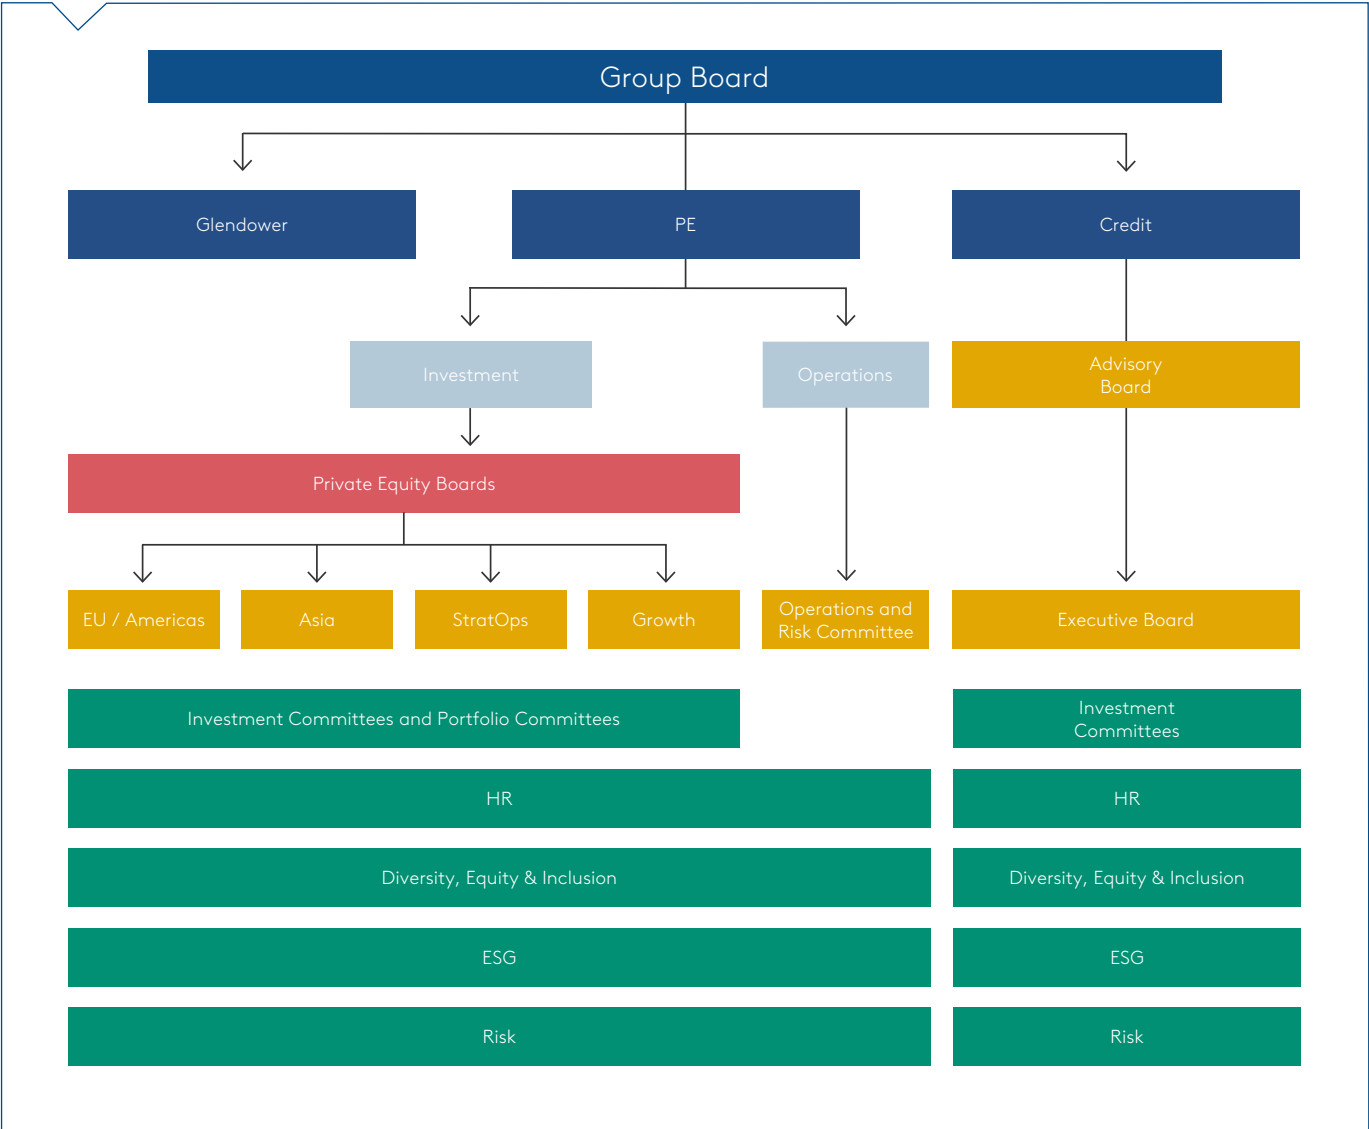 Group Board
Glendower
PE
Credit
Investment
Operations
Advisory
Board
Private Equity Boards
EU / Americas
Asia
StratOps
Growth
Operations and
Risk Committee
Executive Board
Investment Committees and Portfolio Committees
Investment
Committees
HR
HR
Diversity, Equity & Inclusion
Diversity, Equity & Inclusion
ESG
ESG
Risk
Risk